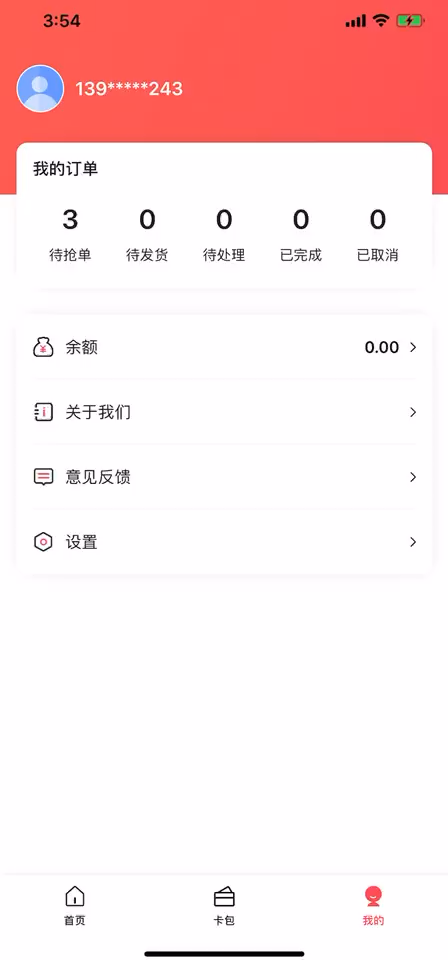 3:54
139*****243
我的订单
3 0 0 0 0
待抢单 待发货 待处理 已完成 已取消
余额 0.00
关于我们
意见反馈
设置
首页 卡包 我的